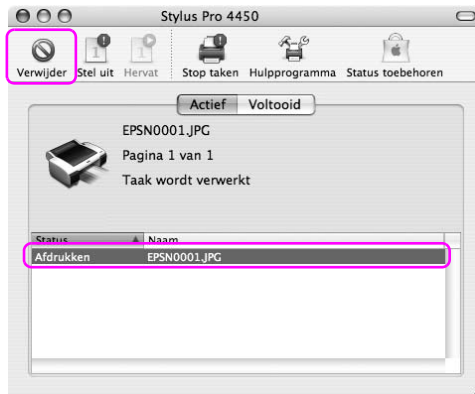 Stylus Pro 4450
Verwijder Stel uit Hervat Stop taken Hulpprogramma Status toebehoren
Actief Voltooid
EPSN0001.JPG
Pagina 1 van 1
Taak wordt verwerkt
Status Naam
Afdrukken EPSN0001.JPG